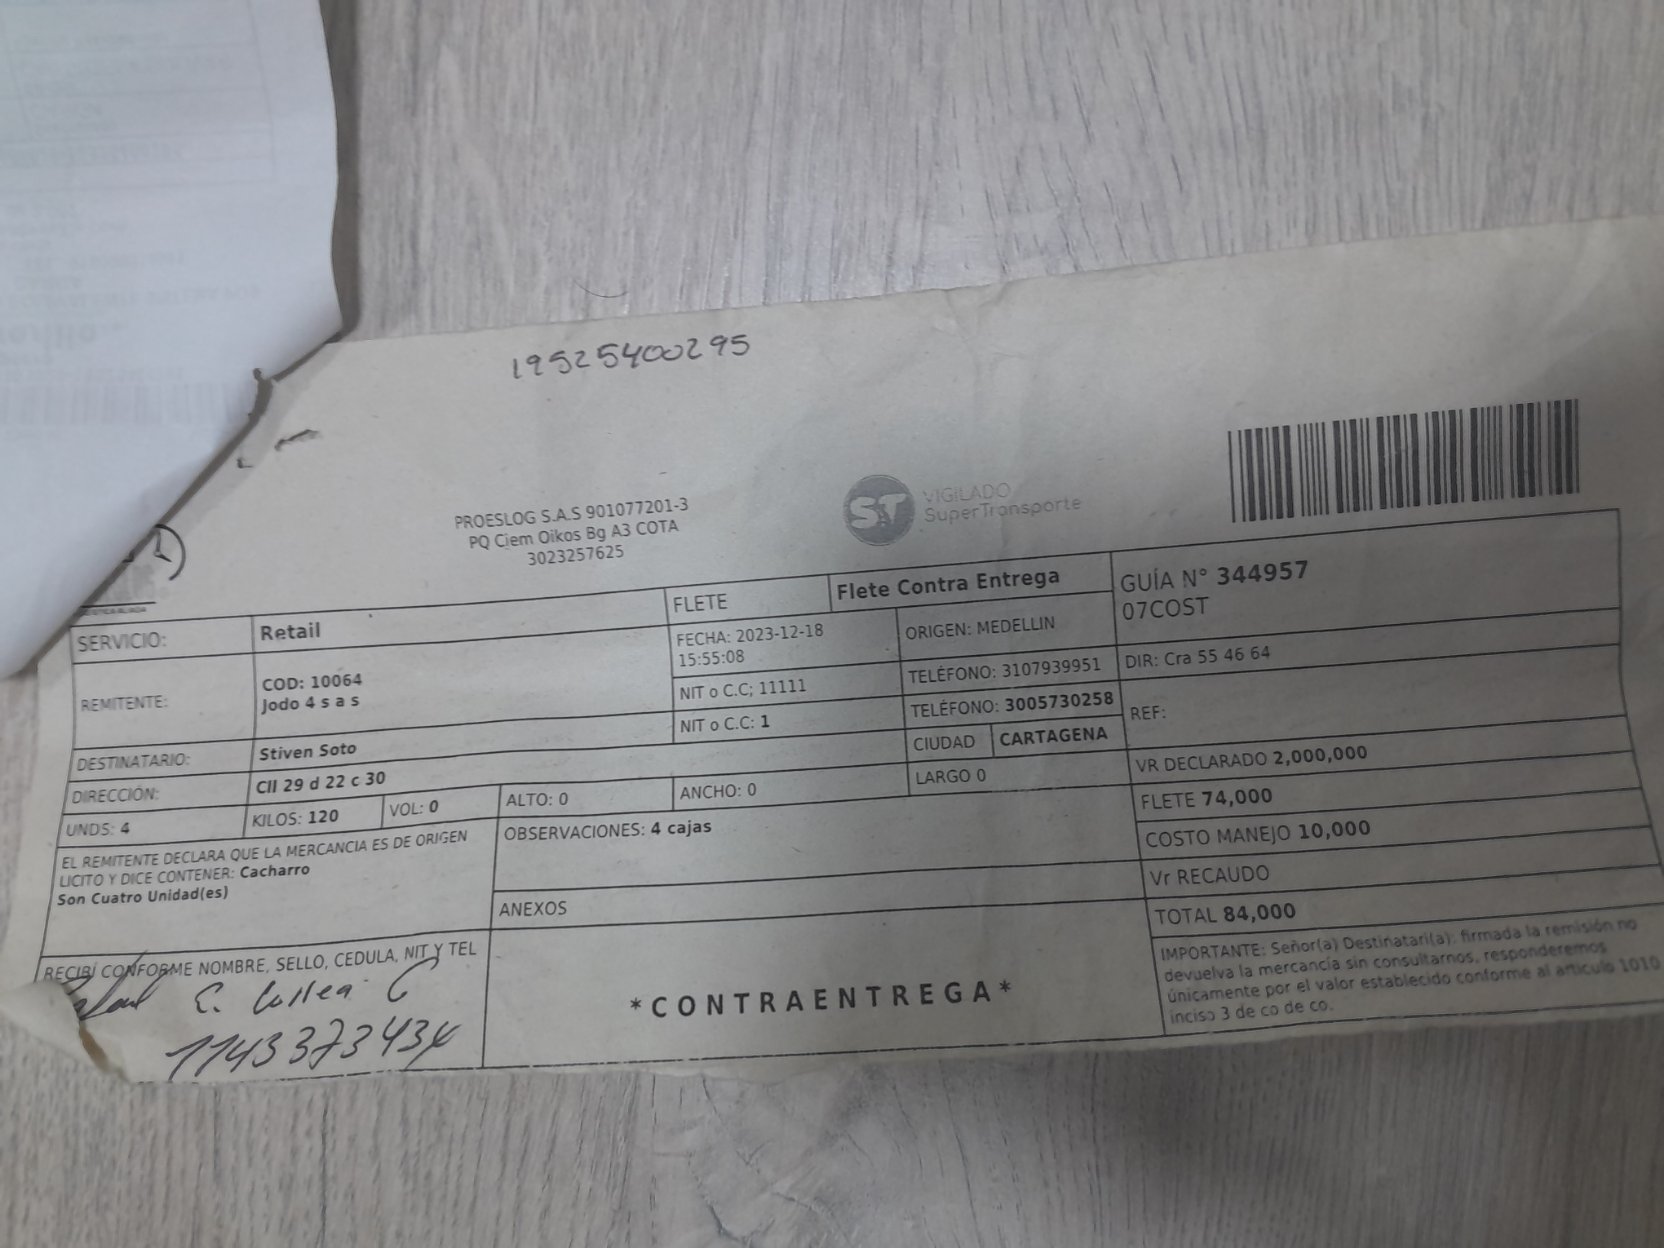 19525400295
PROESLOG S.A.S 901077201-3
PQ Ciem Oikos Bg A3 COTA
3023257625
ST VIGILADO
SuperTransporte
SERVICIO: Retail
FLETE Flete Contra Entrega
GUÍA N° 344957
07COST
REMITENTE: COD: 10064
Jodo 4 s a s
FECHA: 2023-12-18
15:55:08
ORIGEN: MEDELLIN
NIT o C.C; 11111
TELÉFONO: 3107939951
DIR: Cra 55 46 64
DESTINATARIO: Stiven Soto
NIT o C.C: 1
TELÉFONO: 3005730258
REF:
DIRECCIÓN: Cll 29 d 22 c 30
CIUDAD CARTAGENA
VR DECLARADO 2,000,000
UNDS: 4 KILOS: 120 VOL: 0 ALTO: 0 ANCHO: 0 LARGO 0
FLETE 74,000
EL REMITENTE DECLARA QUE LA MERCANCIA ES DE ORIGEN
LICITO Y DICE CONTENER: Cacharro
Son Cuatro Unidad(es)
OBSERVACIONES: 4 cajas
COSTO MANEJO 10,000
Vr RECAUDO
ANEXOS
TOTAL 84,000
RECIBÍ CONFORME NOMBRE, SELLO, CEDULA, NIT Y TEL
E. C
1143373434
*CONTRAENTREGA*
IMPORTANTE: Señor(a) Destinatari(a), firmada la remisión no
devuelva la mercancía sin consultarnos, responderemos
únicamente por el valor establecido conforme al articulo 1010
inciso 3 de co de co.